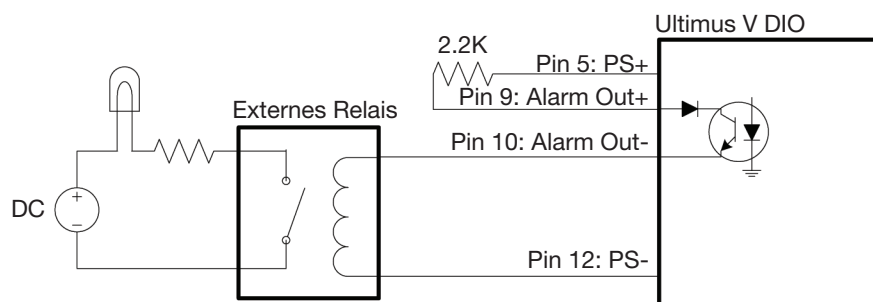 Ultimus V DIO
2.2K
Pin 5: PS+
Pin 9: Alarm Out+
Externes Relais
Pin 10: Alarm Out-
DC
+
−
Pin 12: PS-